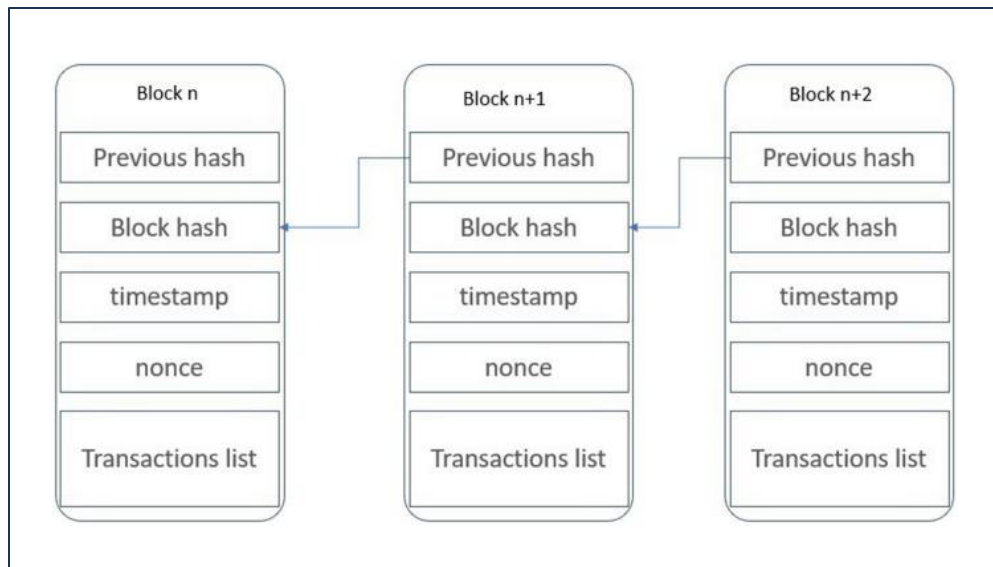 Block n
Previous hash
Block hash
timestamp
nonce
Transactions list
Block n+1
Previous hash
Block hash
timestamp
nonce
Transactions list
Block n+2
Previous hash
Block hash
timestamp
nonce
Transactions list